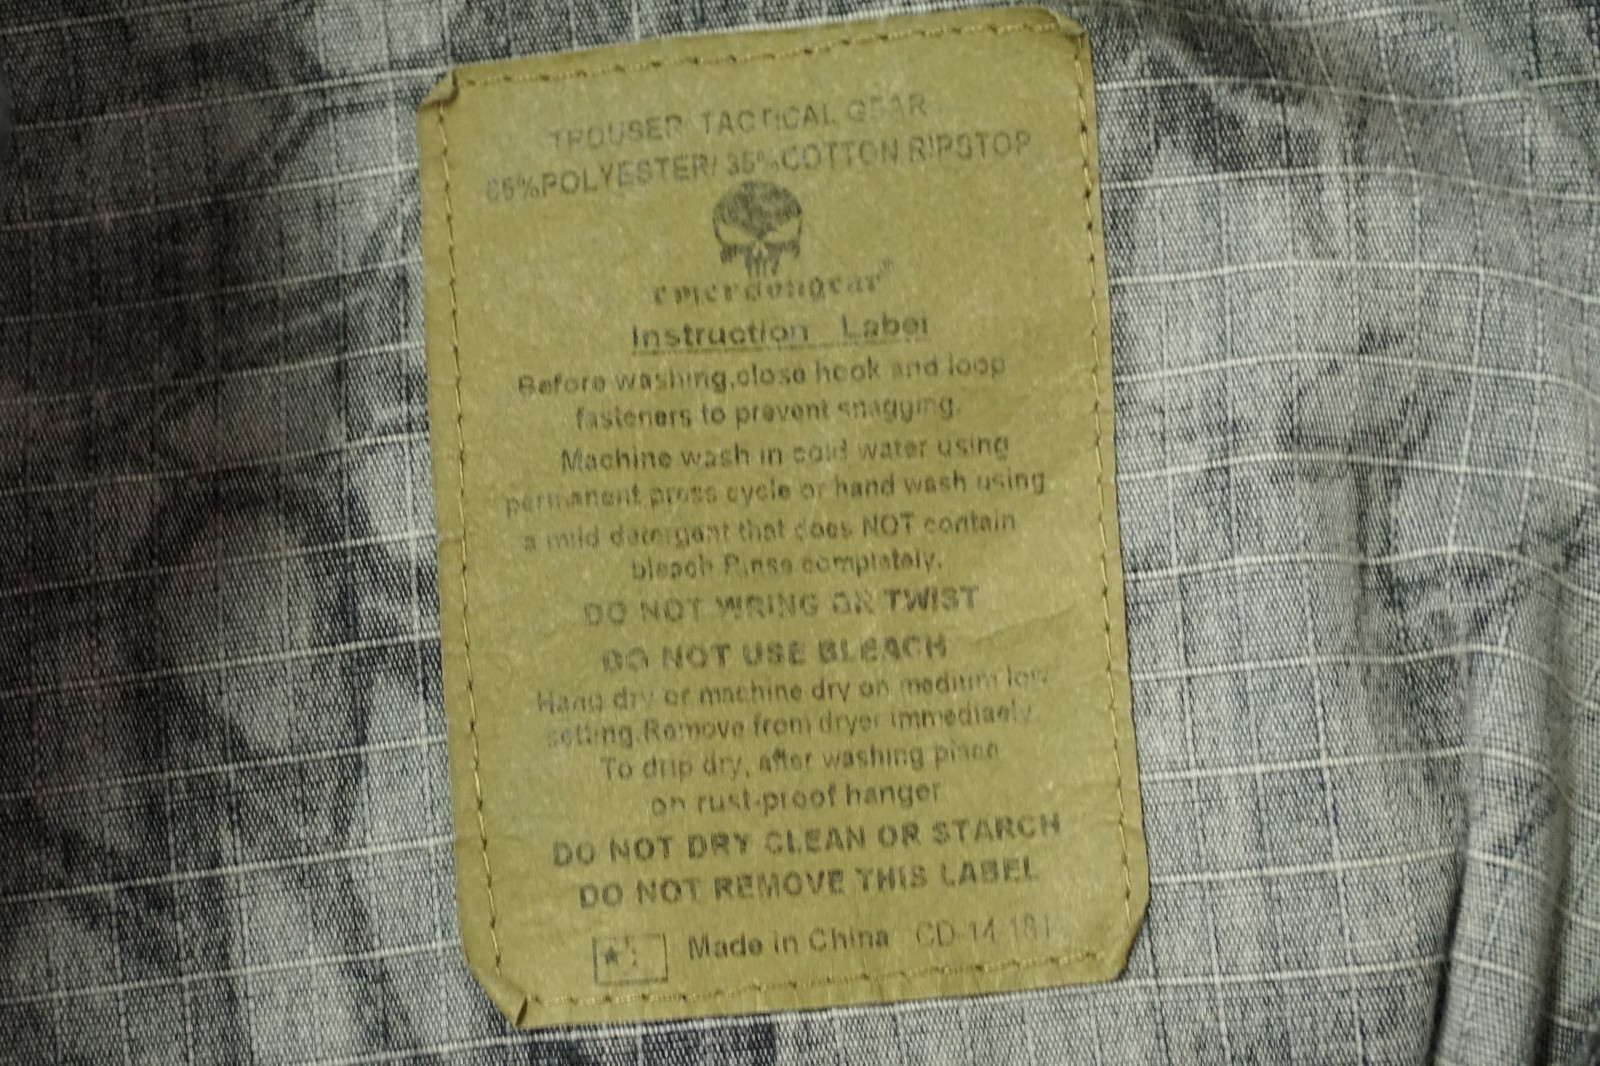 TROUSER TACTICAL GEAR
65%POLYESTER/ 35%COTTON RIPSTOP
Instruction Label
Before washing,close hook and loop
fasteners to prevent snagging.
Machine wash in cold water using
permanent press cycle or hand wash using
a mild detergent that does NOT contain
bleach Rinse completely.
DO NOT WRING OR TWIST
DO NOT USE BLEACH
Hang dry or machine dry on medium low
setting.Remove from dryer immediaely.
To drip dry, after washing place
on rust-proof hanger
DO NOT DRY CLEAN OR STARCH
DO NOT REMOVE THIS LABEL
Made in China CD-14